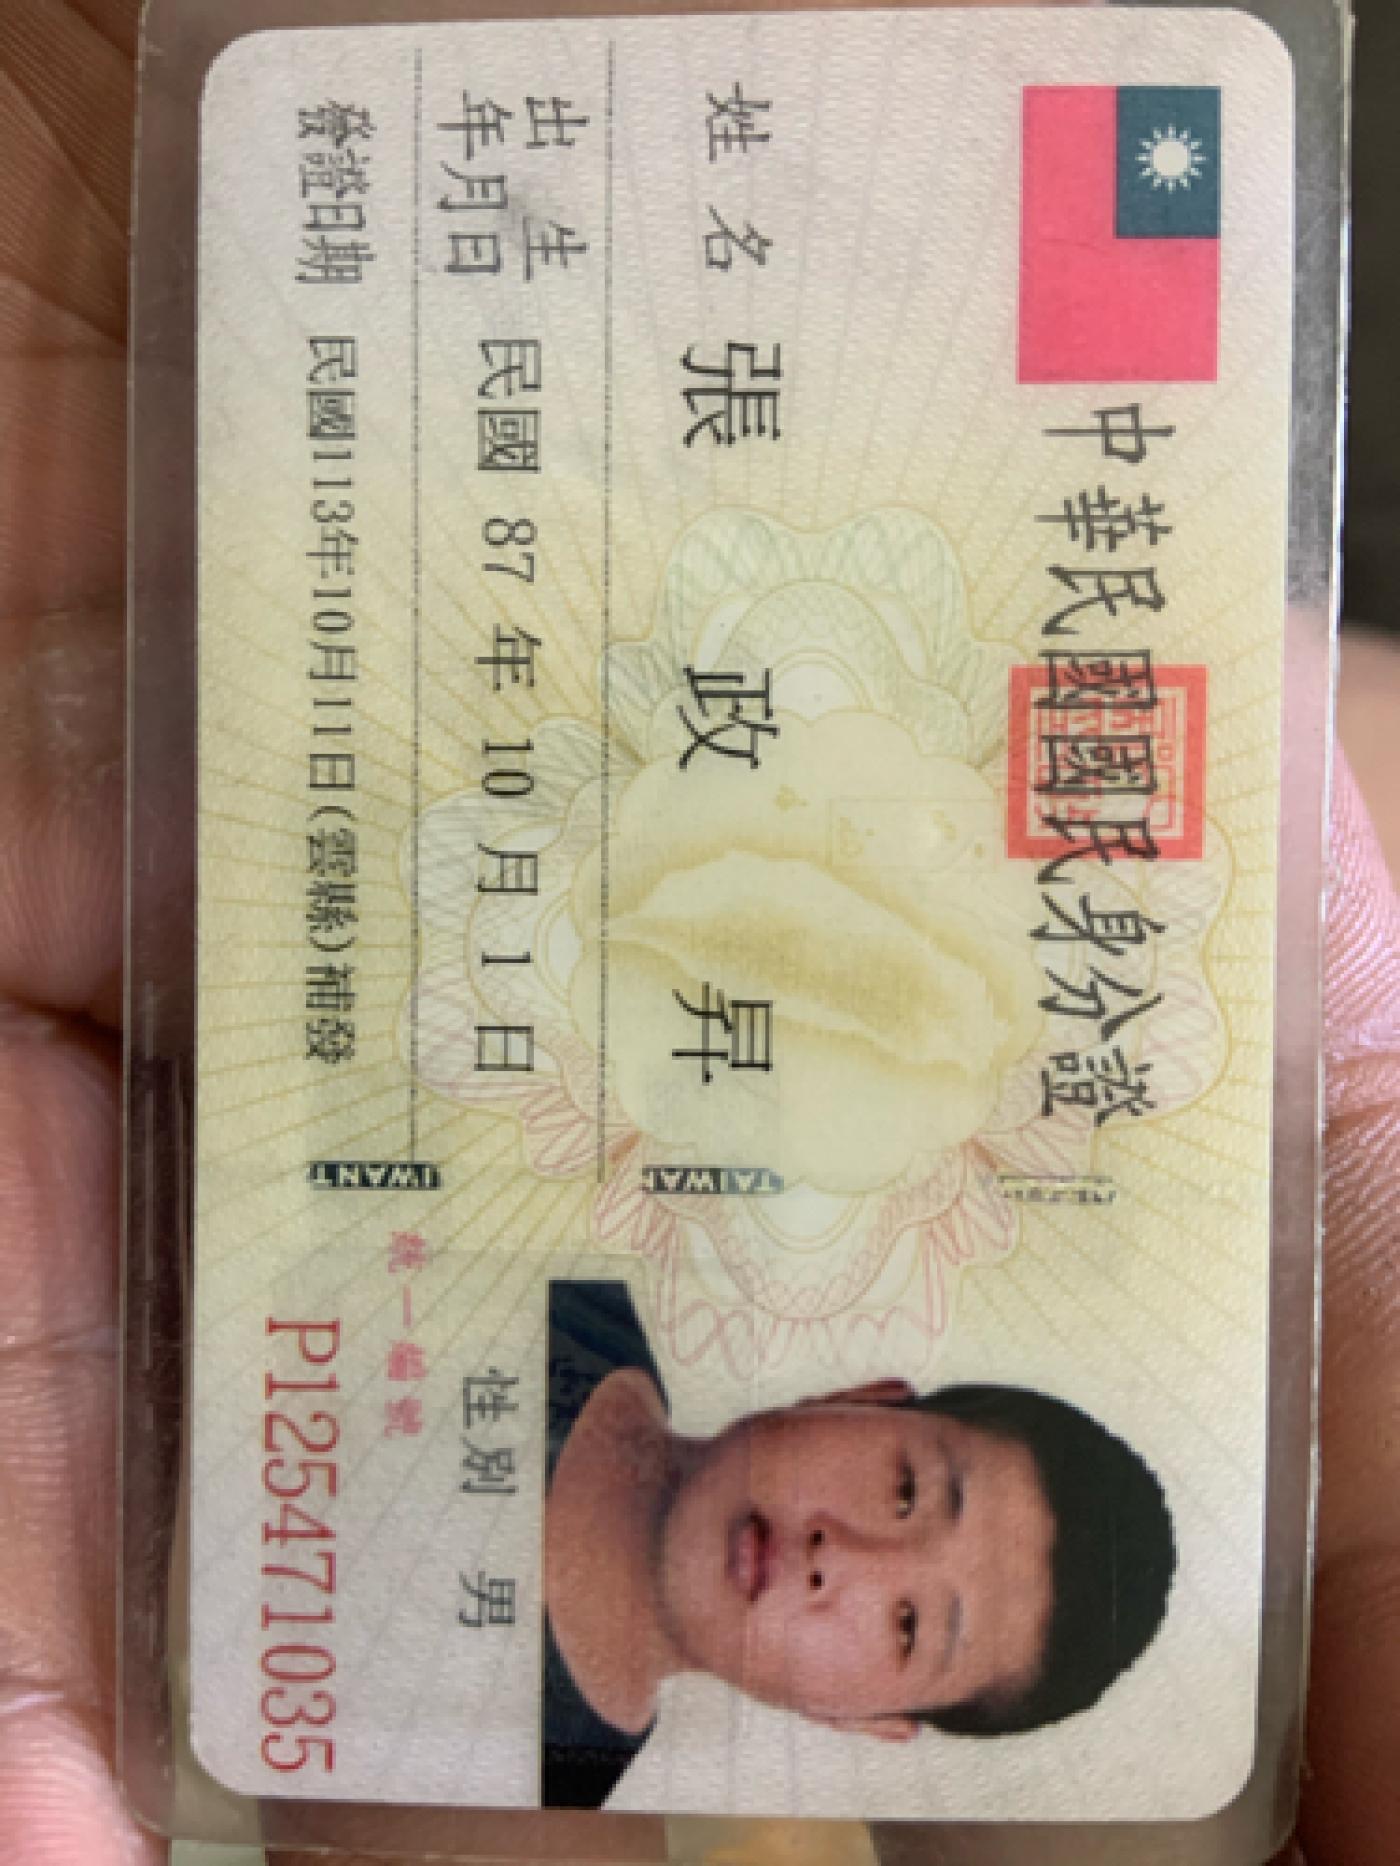 中華民國國民身分證
姓名 張政昇
出生年月日 民國 87 年 10 月 1 日
發證日期 民國113年10月11日(雲縣)補發
性別 男
統一編號
P125471035
TAIWAN